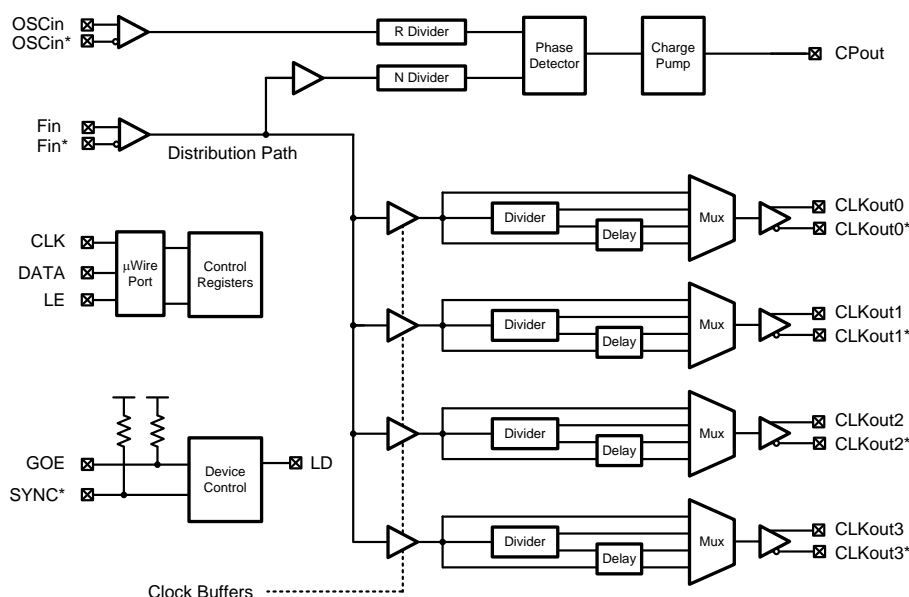 OSCin
OSCin*
R Divider
Phase
Detector
Charge
Pump
CPout
N Divider
Fin
Fin*
Distribution Path
Divider
Delay
Mux
CLKout0
CLKout0*
CLK
DATA
LE
μWire
Port
Control
Registers
Divider
Delay
Mux
CLKout1
CLKout1*
Divider
Delay
Mux
CLKout2
CLKout2*
GOE
SYNC*
Device
Control
LD
Divider
Delay
Mux
CLKout3
CLKout3*
Clock Buffers